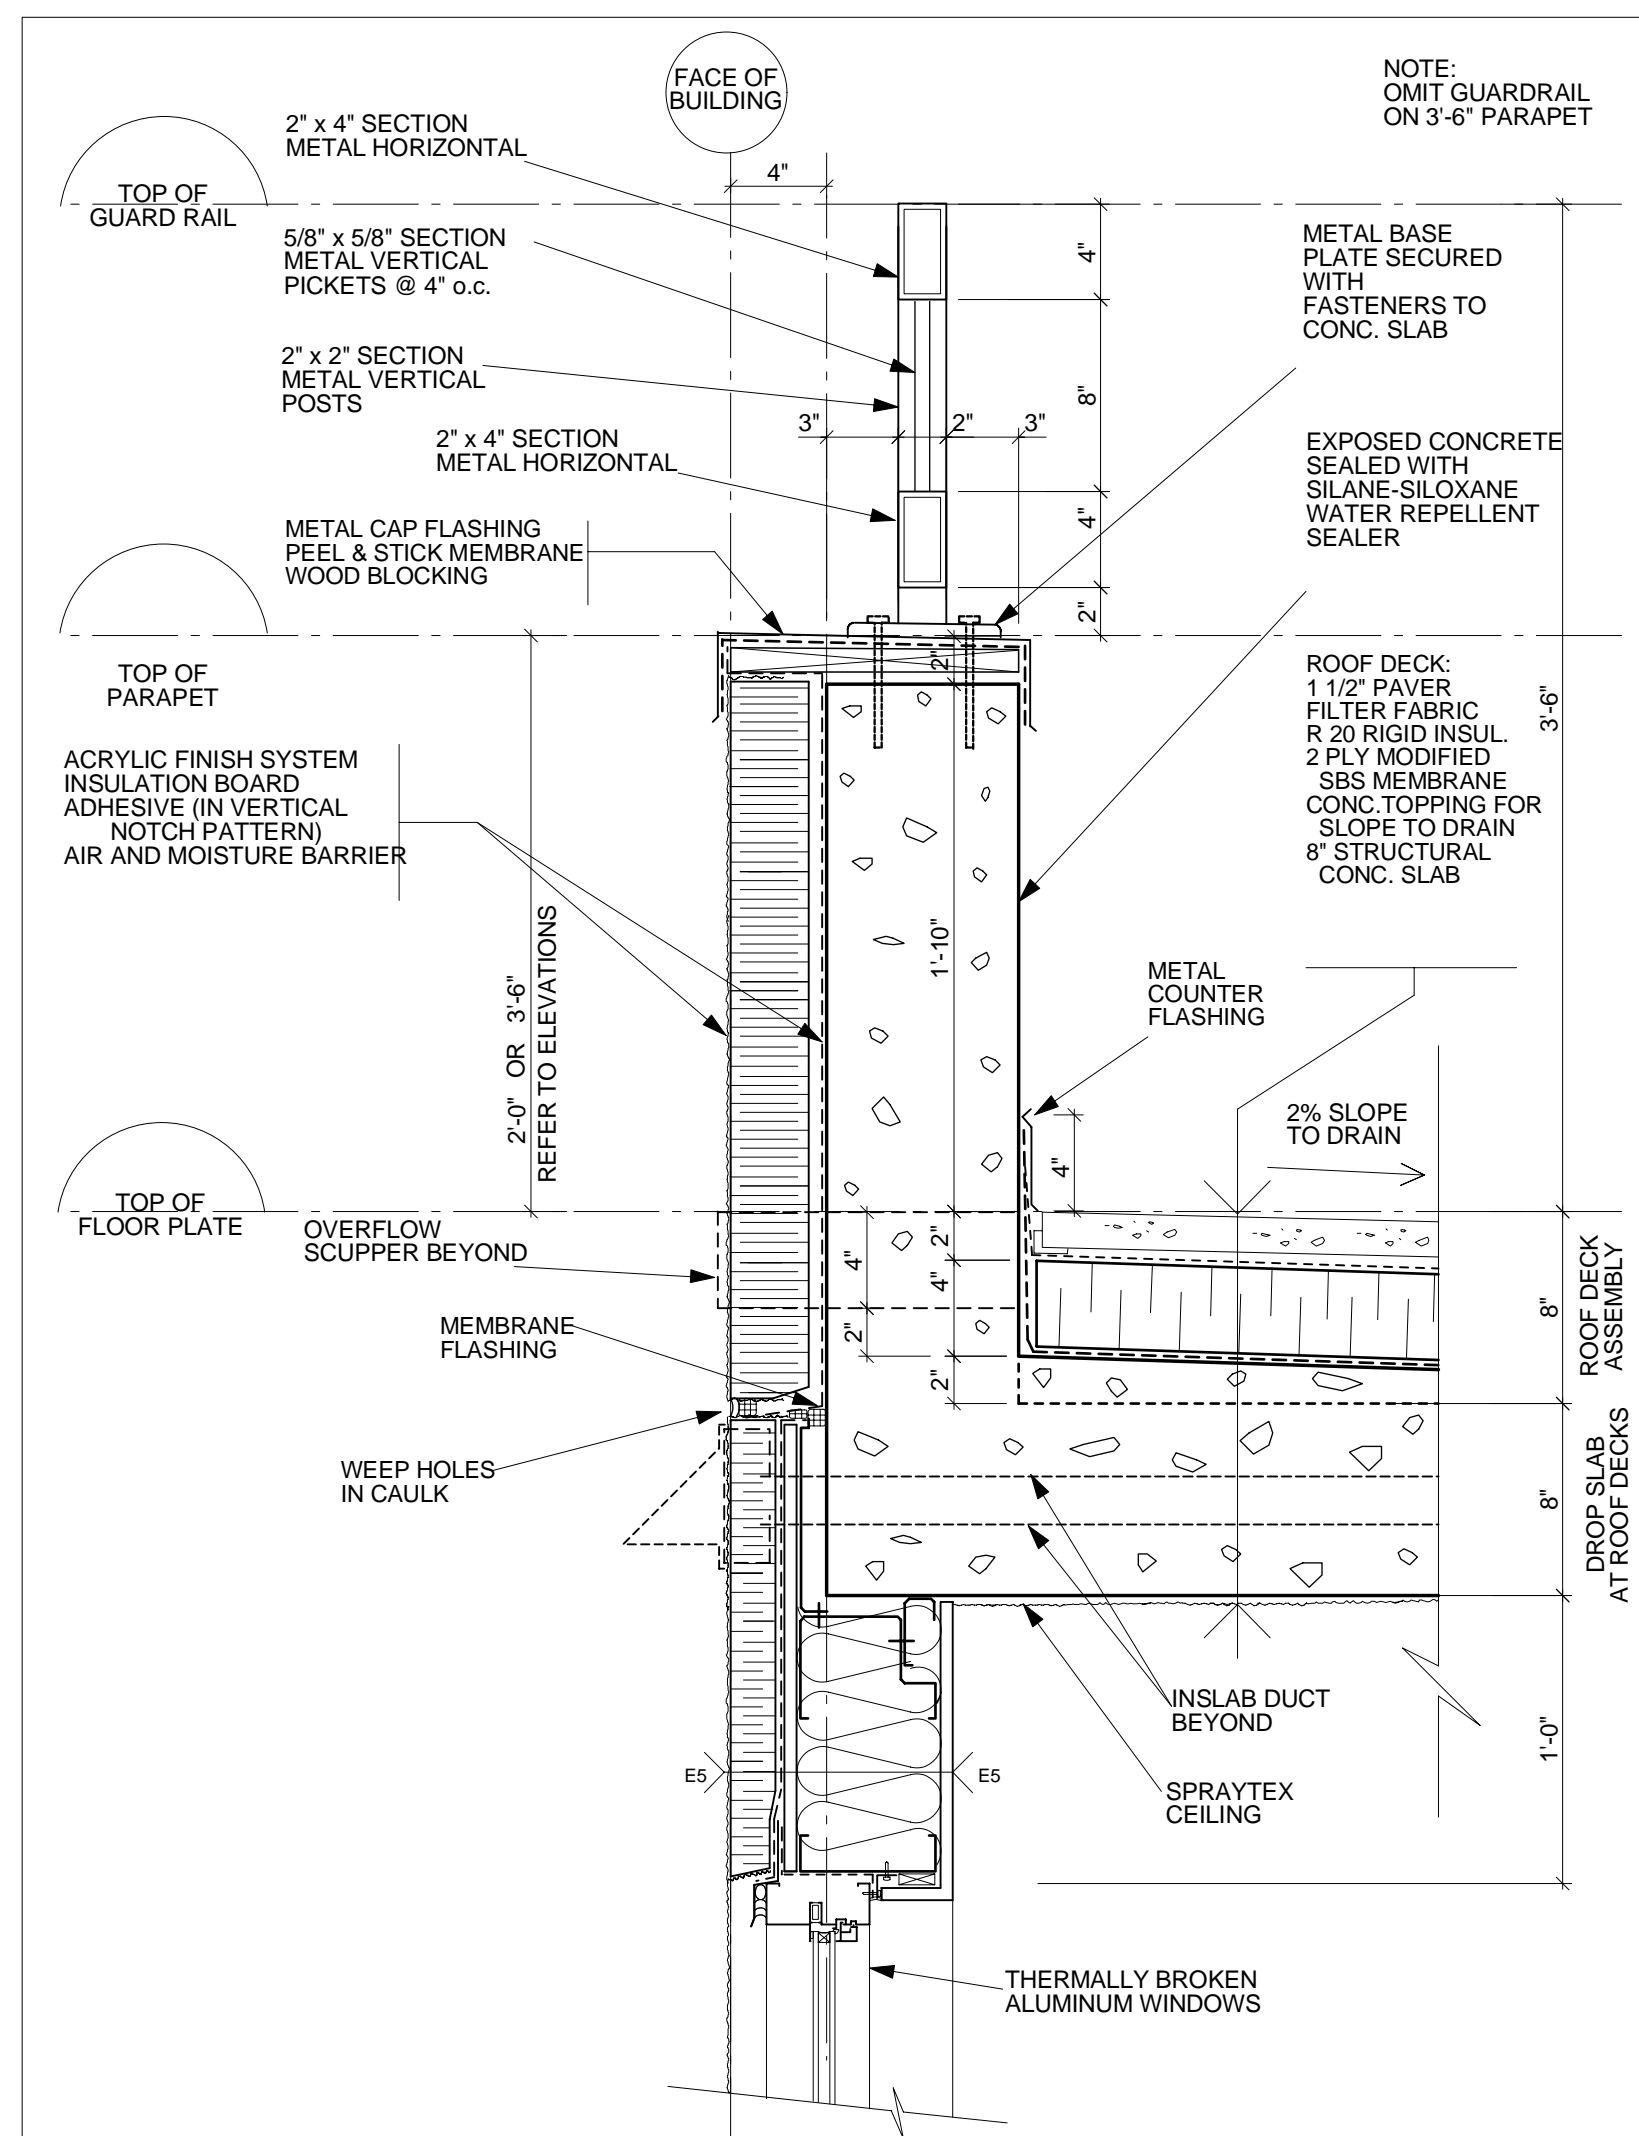 FACE OF
BUILDING
NOTE:
OMIT GUARDRAIL
ON 3'-6" PARAPET
2" x 4" SECTION
METAL HORIZONTAL
4"
TOP OF
GUARD RAIL
5/8" x 5/8" SECTION
METAL VERTICAL
PICKETS @ 4" o.c.
4"
METAL BASE
PLATE SECURED
WITH
FASTENERS TO
CONC. SLAB
2" x 2" SECTION
METAL VERTICAL
POSTS
8"
3"
2"
3"
2" x 4" SECTION
METAL HORIZONTAL
EXPOSED CONCRETE
SEALED WITH
SILANE-SILOXANE
WATER REPELLENT
SEALER
4"
METAL CAP FLASHING
PEEL & STICK MEMBRANE
WOOD BLOCKING
2"
TOP OF
PARAPET
2"
ROOF DECK:
1 1/2" PAVER
FILTER FABRIC
R 20 RIGID INSUL.
2 PLY MODIFIED
SBS MEMBRANE
CONC.TOPPING FOR
SLOPE TO DRAIN
8" STRUCTURAL
CONC. SLAB
3'-6"
ACRYLIC FINISH SYSTEM
INSULATION BOARD
ADHESIVE (IN VERTICAL
NOTCH PATTERN)
AIR AND MOISTURE BARRIER
2'-0" OR 3'-6"
REFER TO ELEVATIONS
1'-10"
METAL
COUNTER
FLASHING
4"
2% SLOPE
TO DRAIN
TOP OF
FLOOR PLATE
OVERFLOW
SCUPPER BEYOND
4"
2"
2"
4"
2"
8"
ROOF DECK
ASSEMBLY
MEMBRANE
FLASHING
WEEP HOLES
IN CAULK
8"
DROP SLAB
AT ROOF DECKS
INSLAB DUCT
BEYOND
1'-0"
E5
E5
SPRAYTEX
CEILING
THERMALLY BROKEN
ALUMINUM WINDOWS